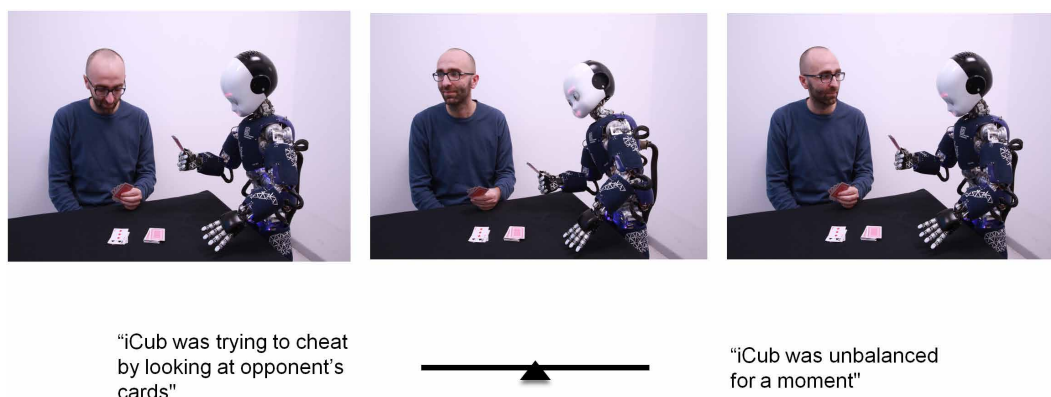 “iCub was trying to cheat
by looking at opponent’s
cards"
“iCub was unbalanced
for a moment"